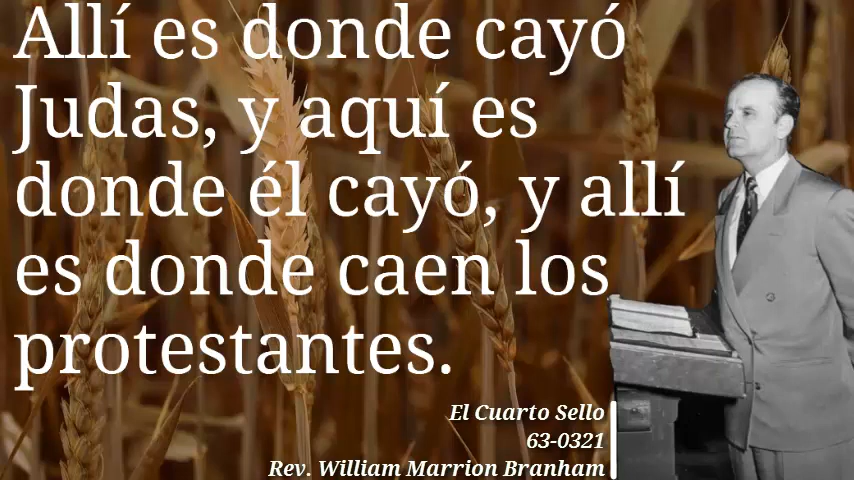 Allí es donde cayó
Judas, y aquí es
donde él cayó, y allí
es donde caen los
protestantes.
El Cuarto Sello
63-0321
Rev. William Marrion Branham